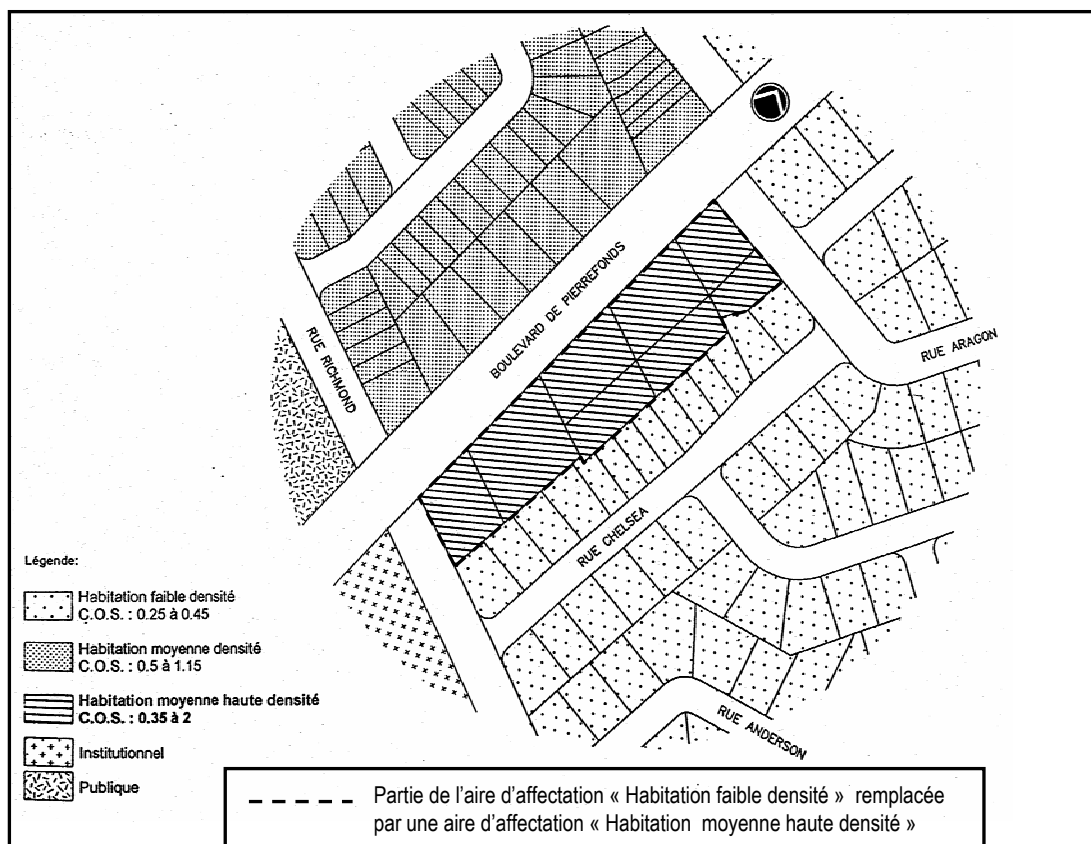 BOULEVARD DE PIERREFONDS
RUE RICHMOND
RUE ARAGON
RUE CHELSEA
RUE ANDERSON
Légende:
Habitation faible densité
C.O.S. : 0.25 à 0.45
Habitation moyenne densité
C.O.S. : 0.5 à 1.15
Habitation moyenne haute densité
C.O.S. : 0.35 à 2
Institutionnel
Publique
Partie de l'aire d'affectation « Habitation faible densité » remplacée
par une aire d'affectation « Habitation moyenne haute densité »